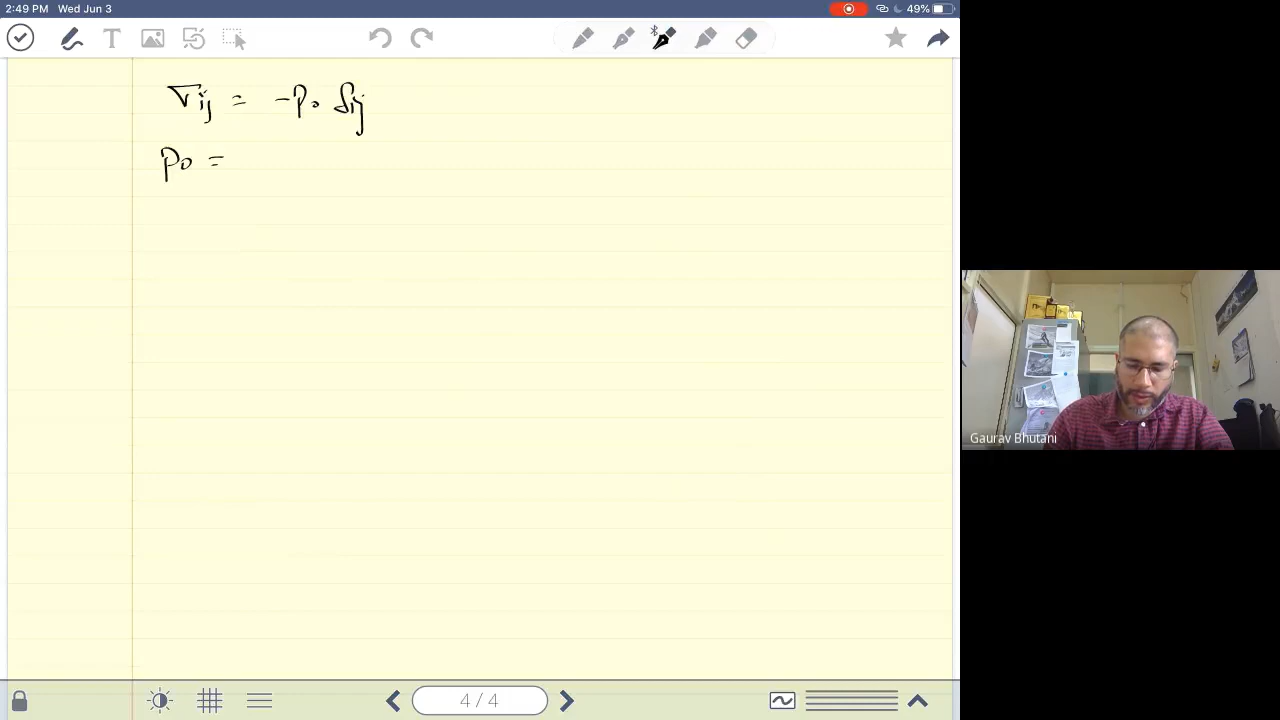 2:49 PM Wed Jun 3
49%
T
σij = -p₀ δij
p₀ =
Gaurav Bhutani
4 / 4